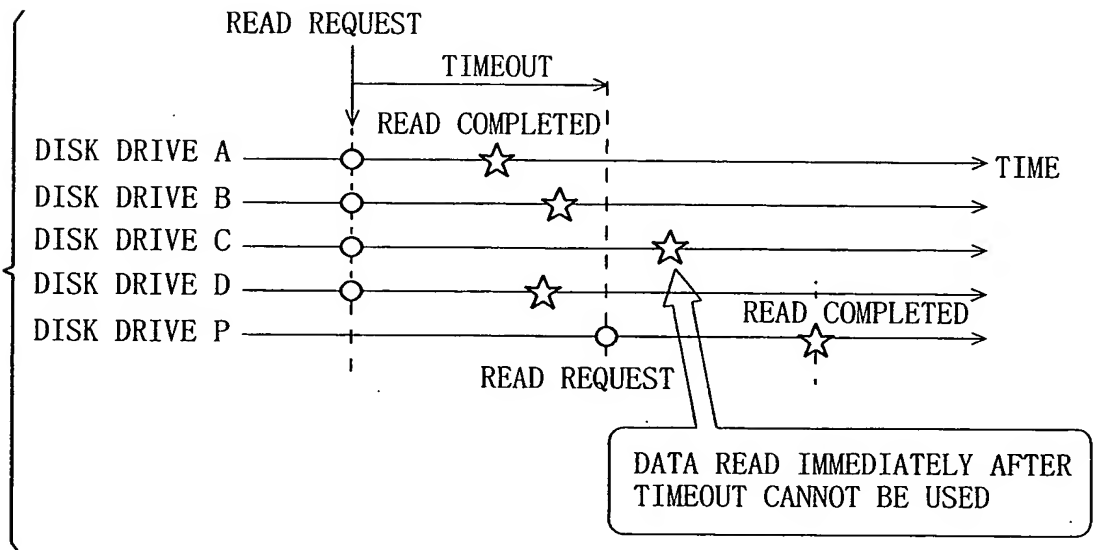 READ REQUEST
TIMEOUT
READ COMPLETED
DISK DRIVE A
TIME
DISK DRIVE B
DISK DRIVE C
DISK DRIVE D
READ COMPLETED
DISK DRIVE P
READ REQUEST
DATA READ IMMEDIATELY AFTER
TIMEOUT CANNOT BE USED